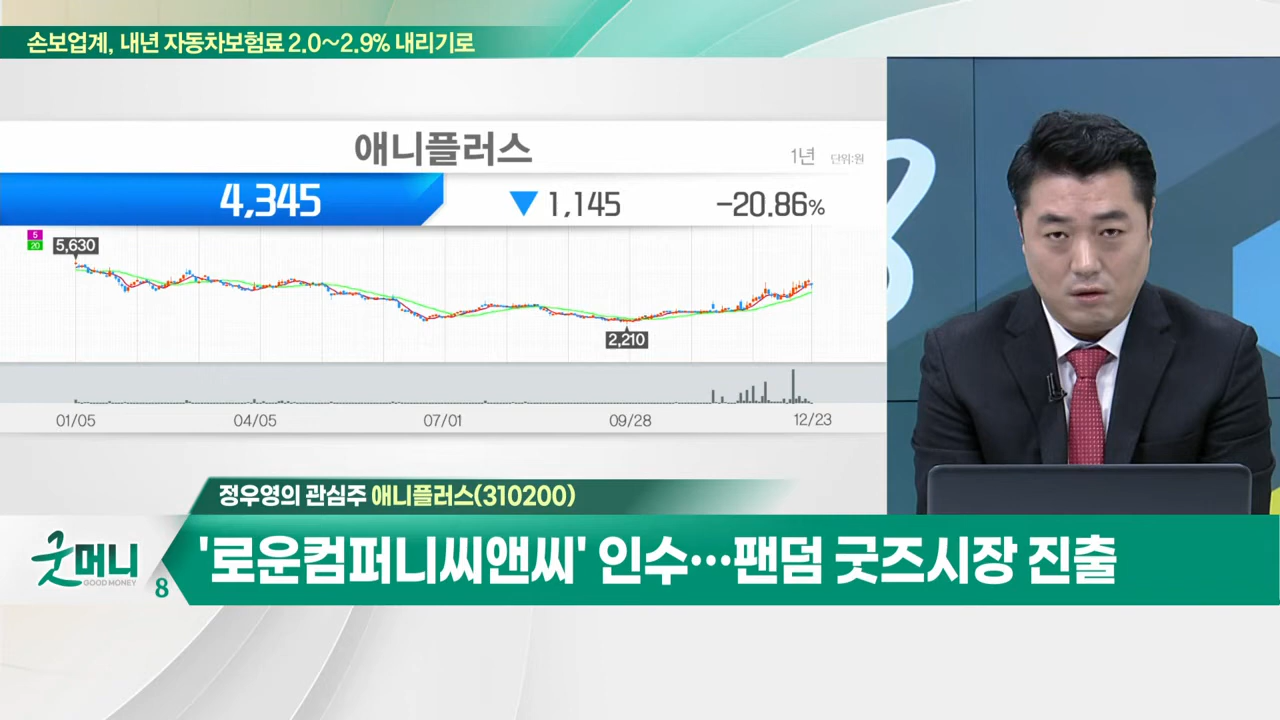 손보업계, 내년 자동차보험료 2.0~2.9% 내리기로
애니플러스
1년 단위:원
4,345 ▼ 1,145 -20.86%
5
20
5,630
2,210
01/05 04/05 07/01 09/28 12/23
정우영의 관심주 애니플러스(310200)
굿머니
GOOD MONEY
8
'로운컴퍼니씨앤씨' 인수…팬덤 굿즈시장 진출